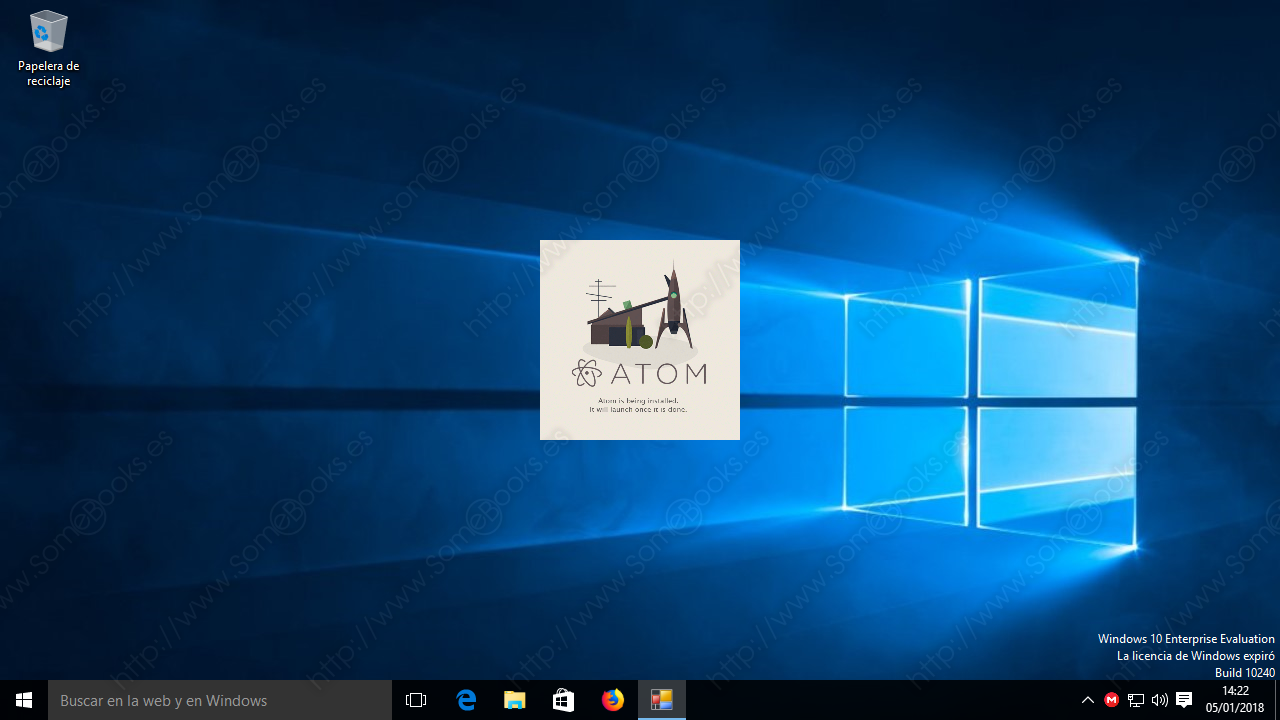 Papelera de
reciclaje
ATOM
Atom is being installed.
It will launch once it is done.
Windows 10 Enterprise Evaluation
La licencia de Windows expiró
Build 10240
Buscar en la web y en Windows
14:22
05/01/2018
http://www.someBooks.es